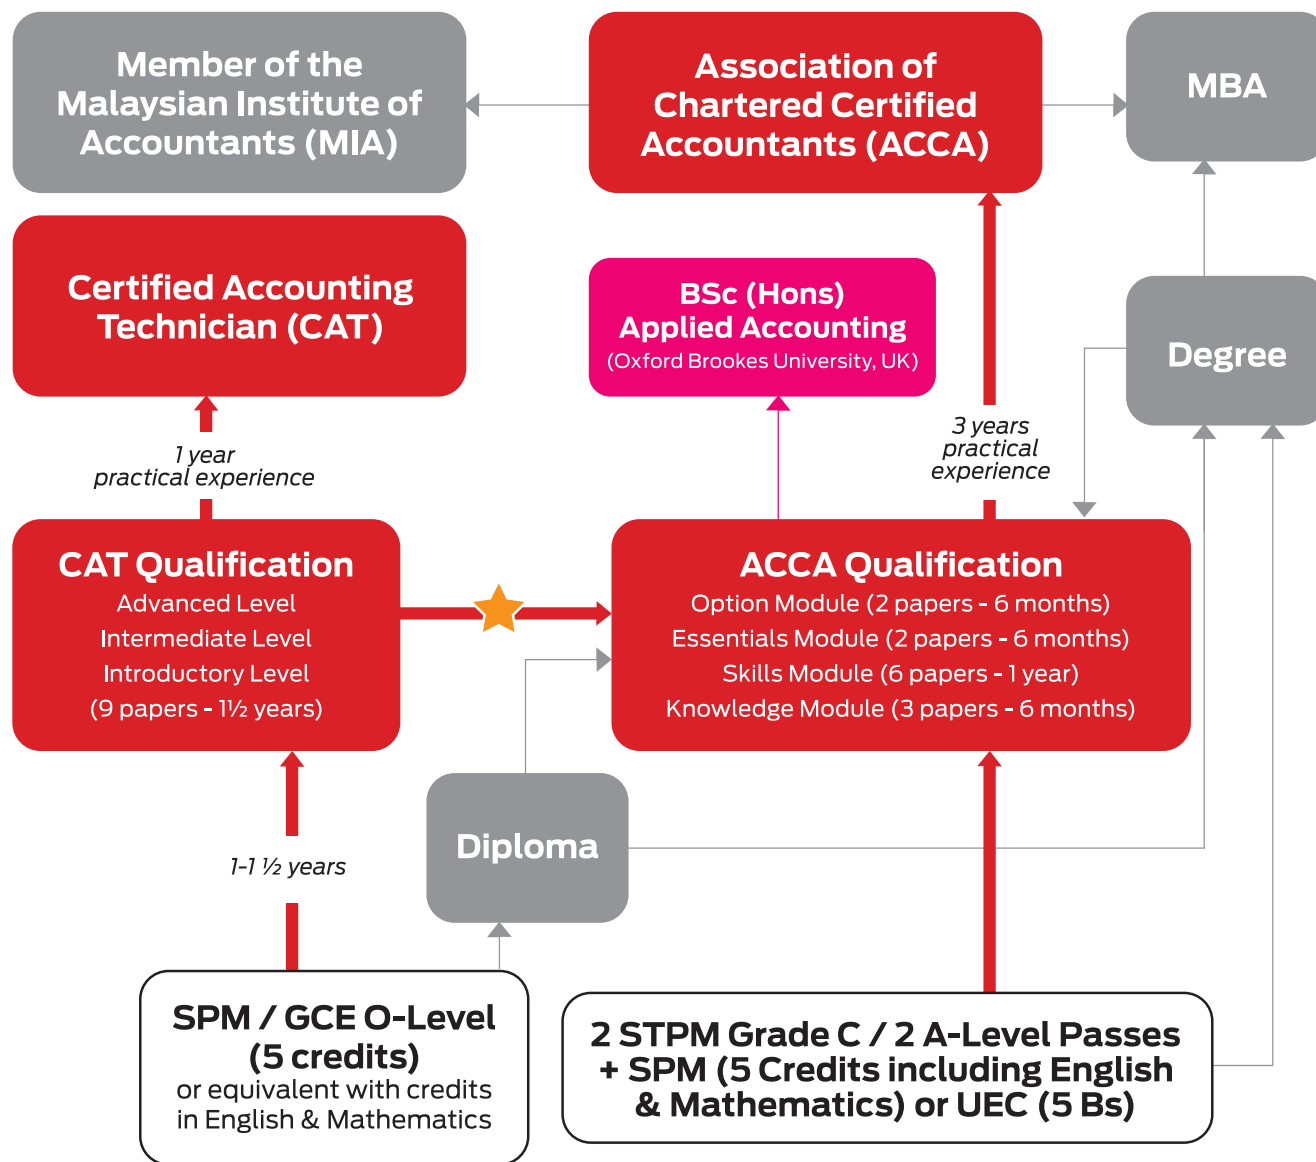 Member of the
Malaysian Institute of
Accountants (MIA)
Association of
Chartered Certified
Accountants (ACCA)
MBA
Certified Accounting
Technician (CAT)
BSc (Hons)
Applied Accounting
(Oxford Brookes University, UK)
Degree
1 year
practical experience
3 years
practical
experience
CAT Qualification
Advanced Level
Intermediate Level
Introductory Level
(9 papers - 1½ years)
ACCA Qualification
Option Module (2 papers - 6 months)
Essentials Module (2 papers - 6 months)
Skills Module (6 papers - 1 year)
Knowledge Module (3 papers - 6 months)
Diploma
1-1 ½ years
SPM / GCE O-Level
(5 credits)
or equivalent with credits
in English & Mathematics
2 STPM Grade C / 2 A-Level Passes
+ SPM (5 Credits including English
& Mathematics) or UEC (5 Bs)